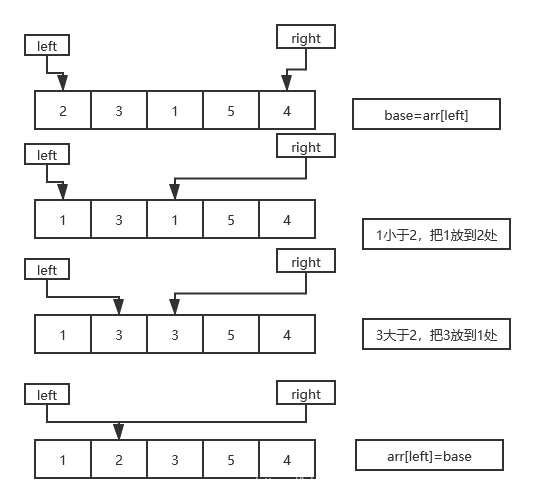 left
right
2 3 1 5 4
base=arr[left]
left
right
1 3 1 5 4
1小于2，把1放到2处
left
right
1 3 3 5 4
3大于2，把3放到1处
left
right
1 2 3 5 4
arr[left]=base